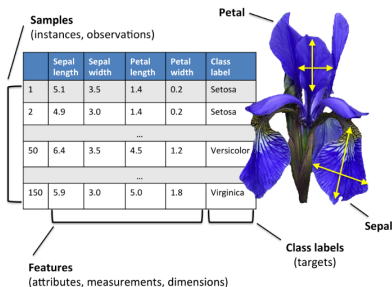 Samples
(instances, observations)
Petal
Sepal length Sepal width Petal length Petal width Class label
1 5.1 3.5 1.4 0.2 Setosa
2 4.9 3.0 1.4 0.2 Setosa
...
50 6.4 3.5 4.5 1.2 Versicolor
...
150 5.9 3.0 5.0 1.8 Virginica
Sepal
Class labels
(targets)
Features
(attributes, measurements, dimensions)